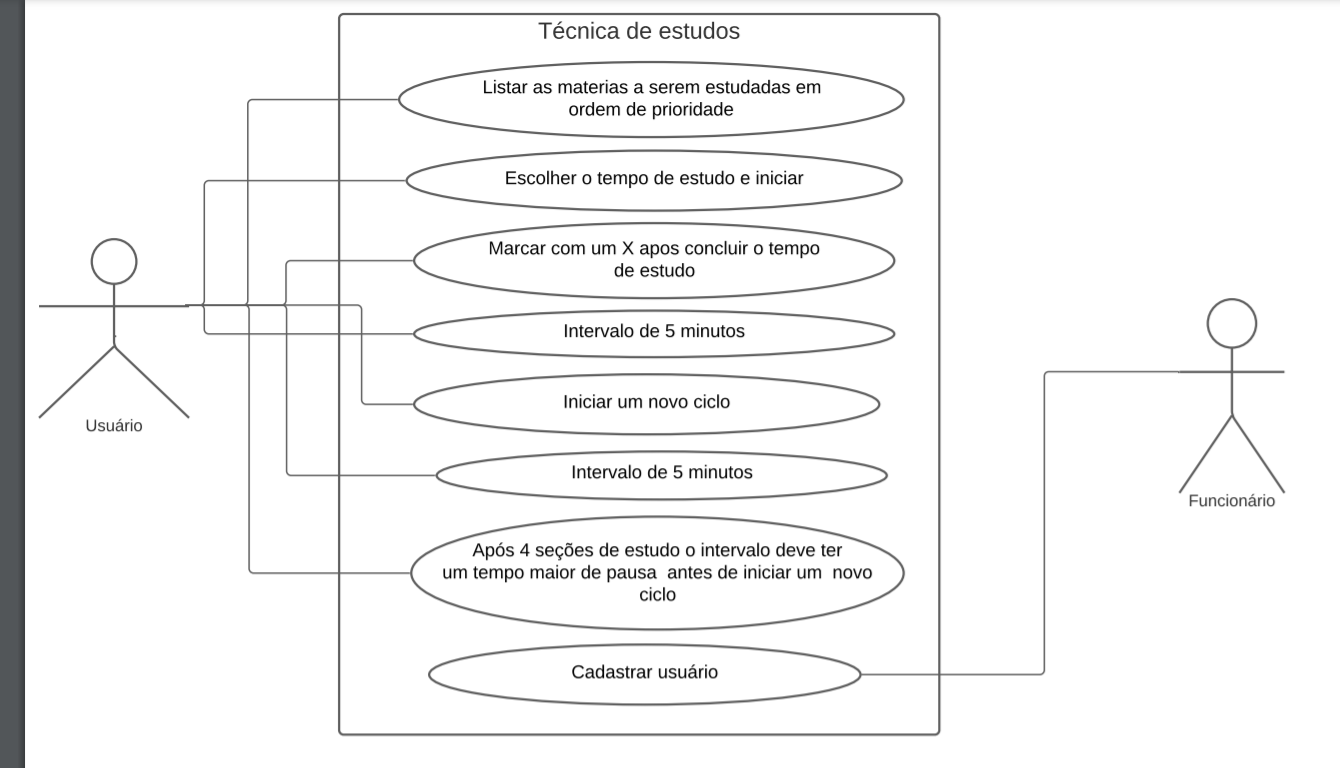 Técnica de estudos
Listar as materias a serem estudadas em
ordem de prioridade
Escolher o tempo de estudo e iniciar
Marcar com um X apos concluir o tempo
de estudo
Intervalo de 5 minutos
Iniciar um novo ciclo
Intervalo de 5 minutos
Após 4 seções de estudo o intervalo deve ter
um tempo maior de pausa  antes de iniciar um  novo
ciclo
Cadastrar usuário
Usuário
Funcionário